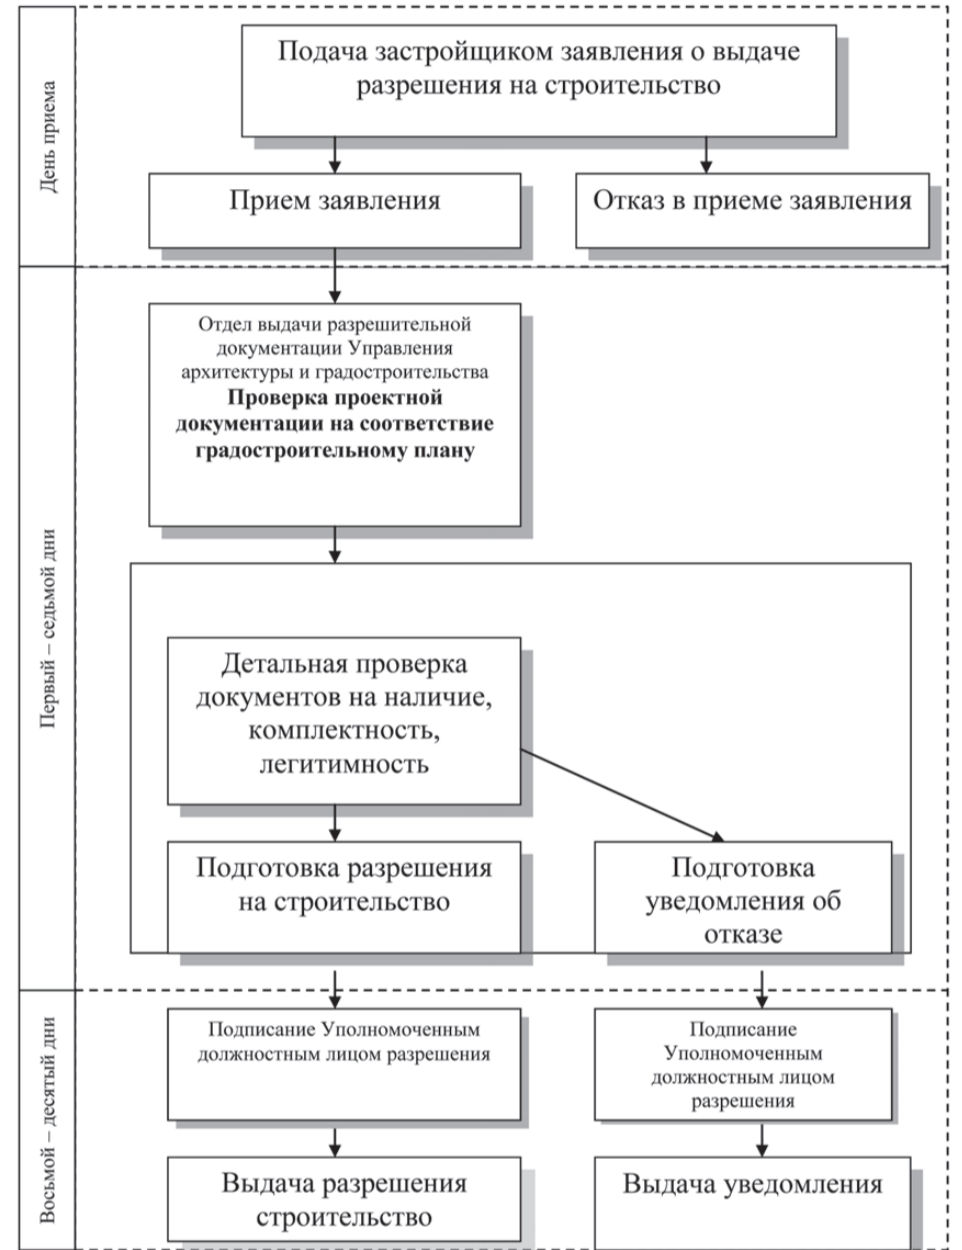 День приема
Подача застройщиком заявления о выдаче
разрешения на строительство
Прием заявления
Отказ в приеме заявления
Первый – седьмой дни
Отдел выдачи разрешительной
документации Управления
архитектуры и градостроительства
Проверка проектной
документации на соответствие
градостроительному плану
Детальная проверка
документов на наличие,
комплектность,
легитимность
Подготовка разрешения
на строительство
Подготовка
уведомления об
отказе
Восьмой – десятый дни
Подписание Уполномоченным
должностным лицом разрешения
Подписание
Уполномоченным
должностным лицом
разрешения
Выдача разрешения
строительство
Выдача уведомления